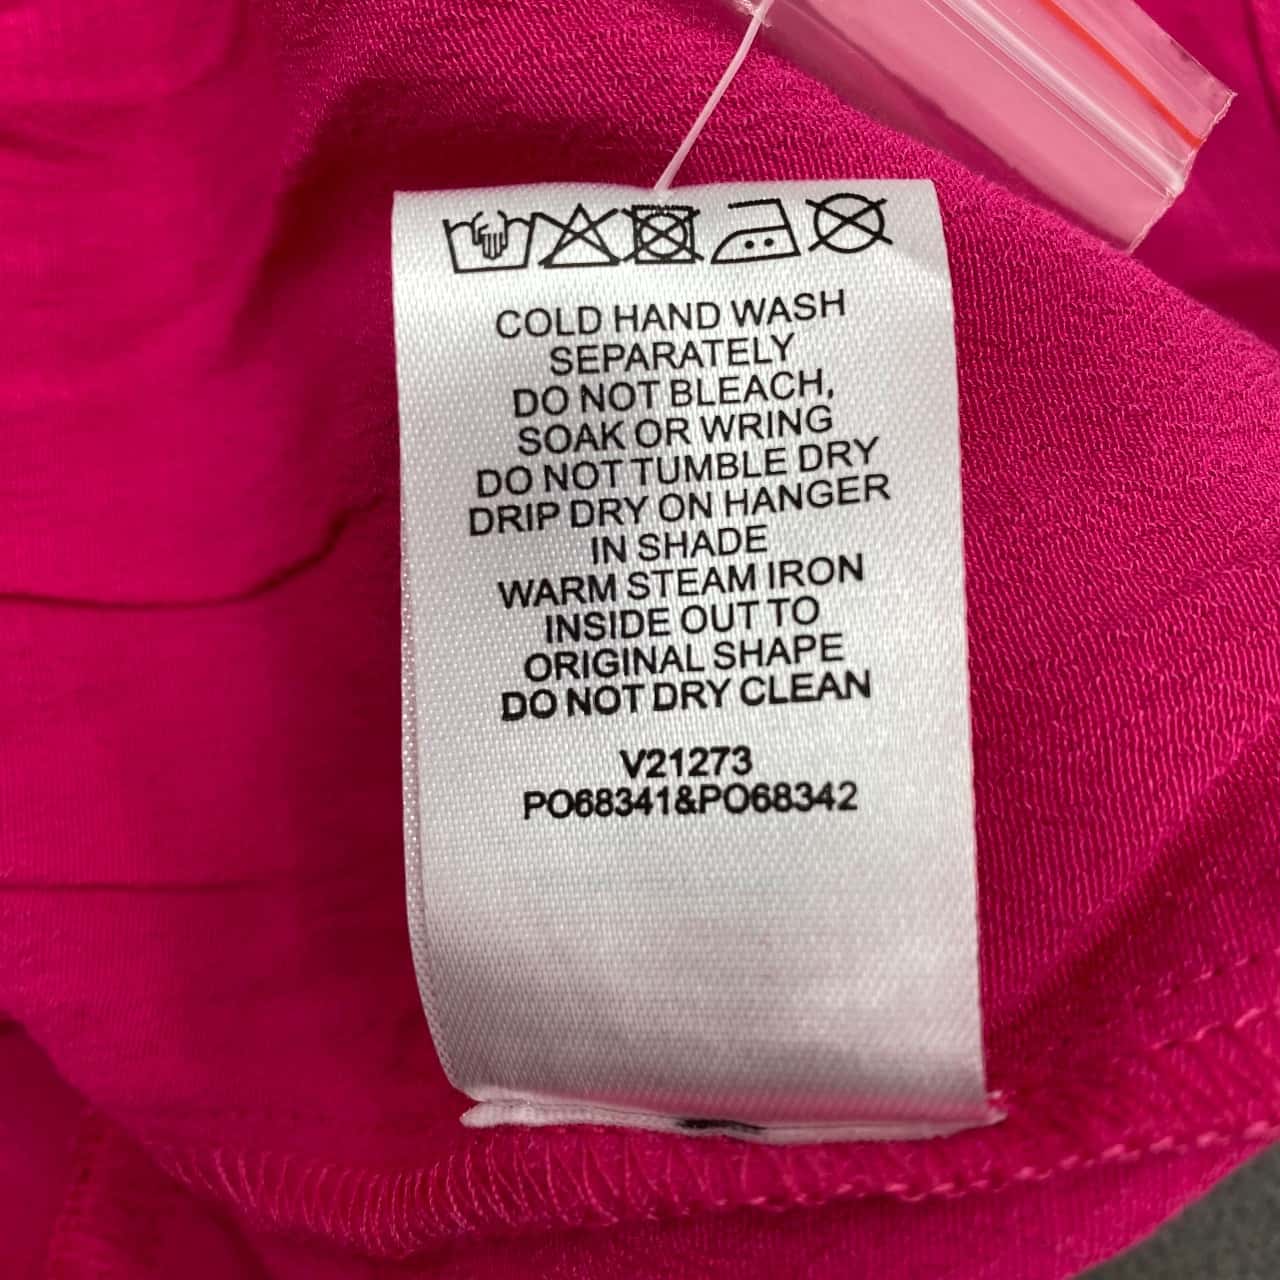 COLD HAND WASH
SEPARATELY
DO NOT BLEACH,
SOAK OR WRING
DO NOT TUMBLE DRY
DRIP DRY ON HANGER
IN SHADE
WARM STEAM IRON
INSIDE OUT TO
ORIGINAL SHAPE
DO NOT DRY CLEAN
V21273
PO68341&PO68342